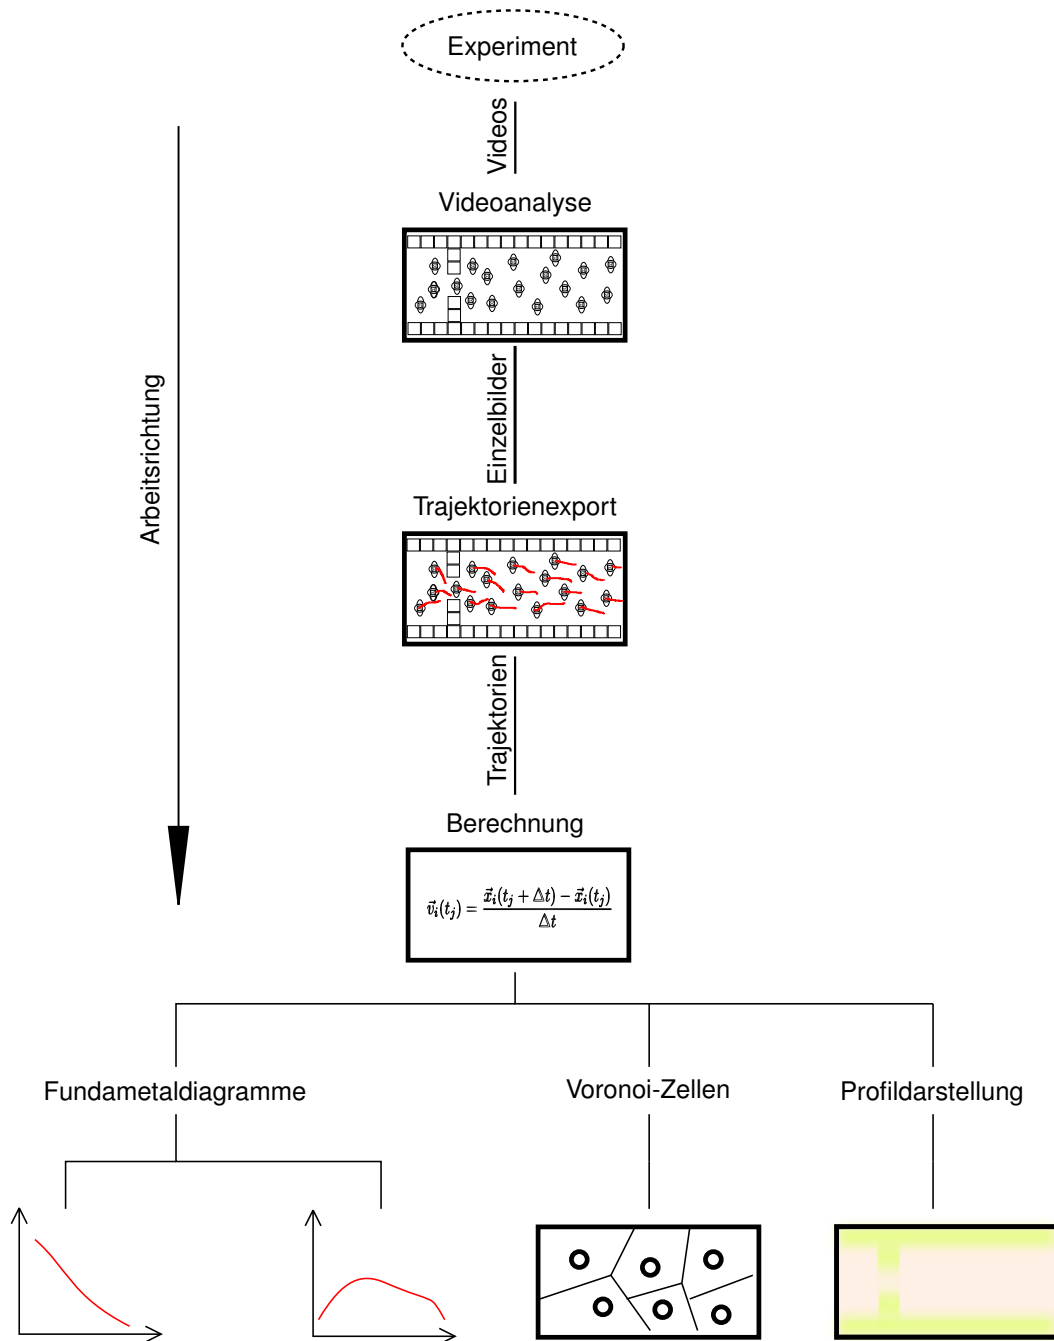 Experiment
Videos
Videoanalyse
Einzelbilder
Arbeitsrichtung
Trajektorienexport
Trajektorien
Berechnung
$\vec{v}_i(t_j) = \frac{\vec{x}_i(t_j + \Delta t) - \vec{x}_i(t_j)}{\Delta t}$
Fundametaldiagramme
Voronoi-Zellen
Profildarstellung